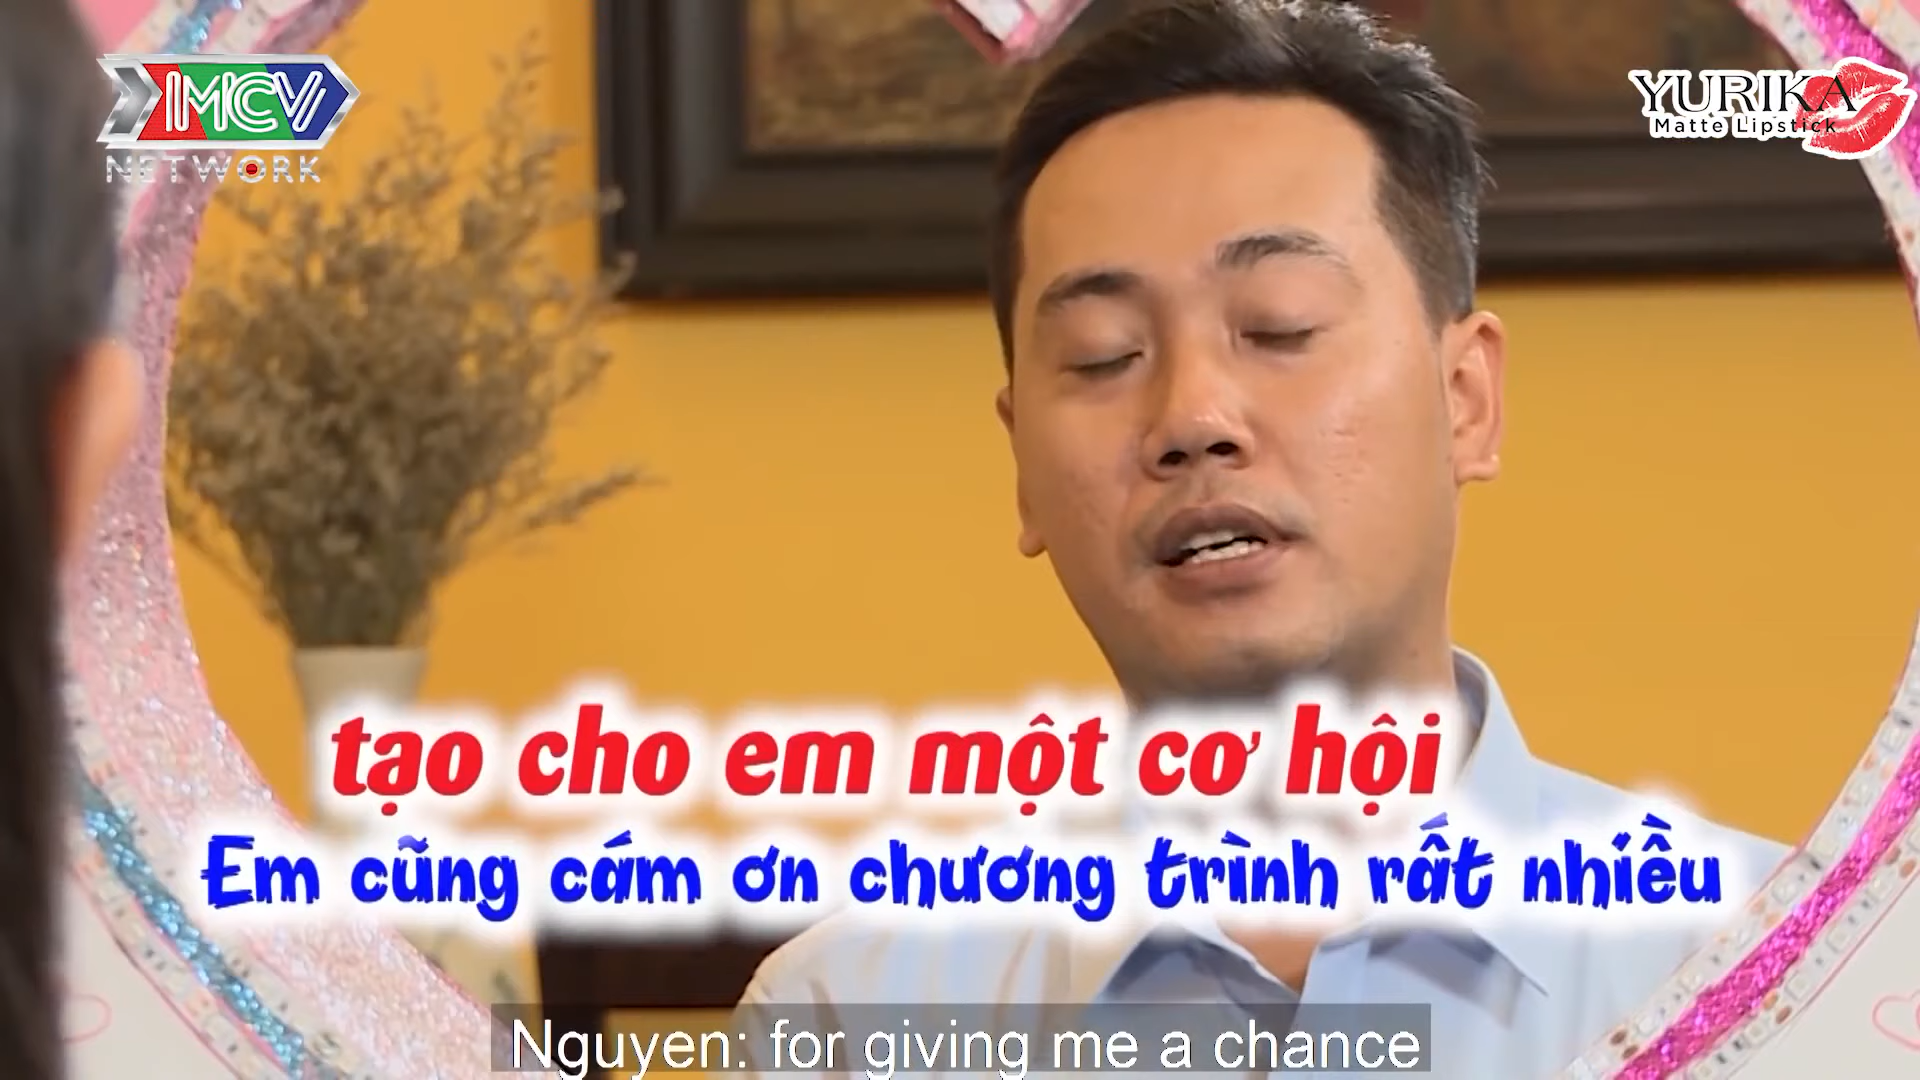 MCV
NETWORK
YURIKA
Matte Lipstick
tạo cho em một cơ hội
Em cũng cám ơn chương trình rất nhiều
Nguyen: for giving me a chance